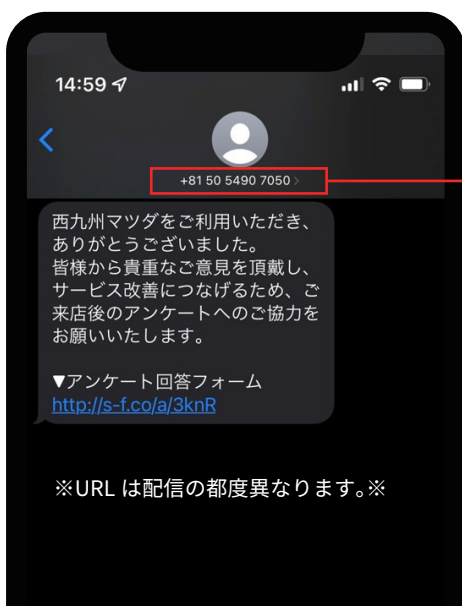 14:59
+81 50 5490 7050
西九州マツダをご利用いただき、
ありがとうございました。
皆様から貴重なご意見を頂戴し、
サービス改善につなげるため、ご
来店後のアンケートへのご協力を
お願いいたします。
▼アンケート回答フォーム
http://s-f.co/a/3knR
※URL は配信の都度異なります。※